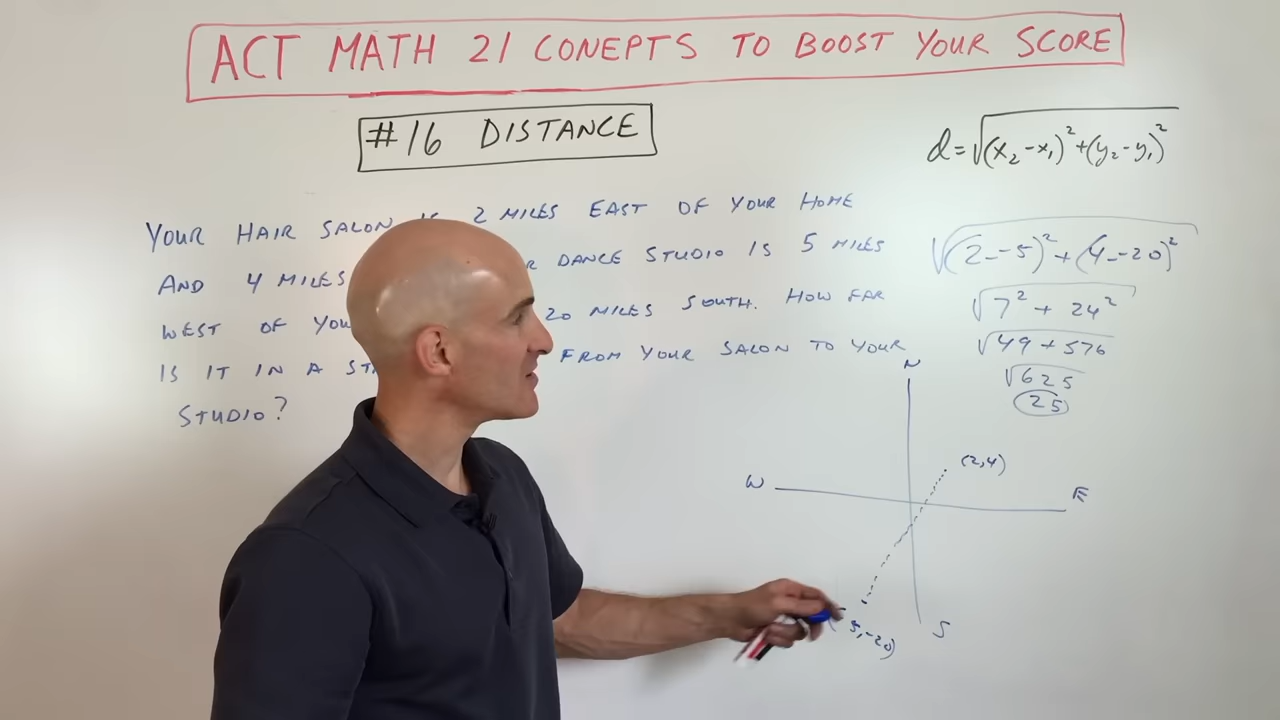 ACT MATH 21 CONEPTS TO BOOST YOUR SCORE
#16 DISTANCE
d=√(x₂-x₁)²+(y₂-y₁)²
YOUR HAIR SALON 2 MILES EAST OF YOUR HOME
AND 4 MILES DANCE STUDIO IS 5 MILES
WEST OF 20 MILES SOUTH. HOW FAR
IS IT IN A FROM YOUR SALON TO YOUR
STUDIO?
√(2--5)²+(4--20)²
√7²+24²
√49+576
√625
25
N
(2,4)
W
E
5,-20)
S